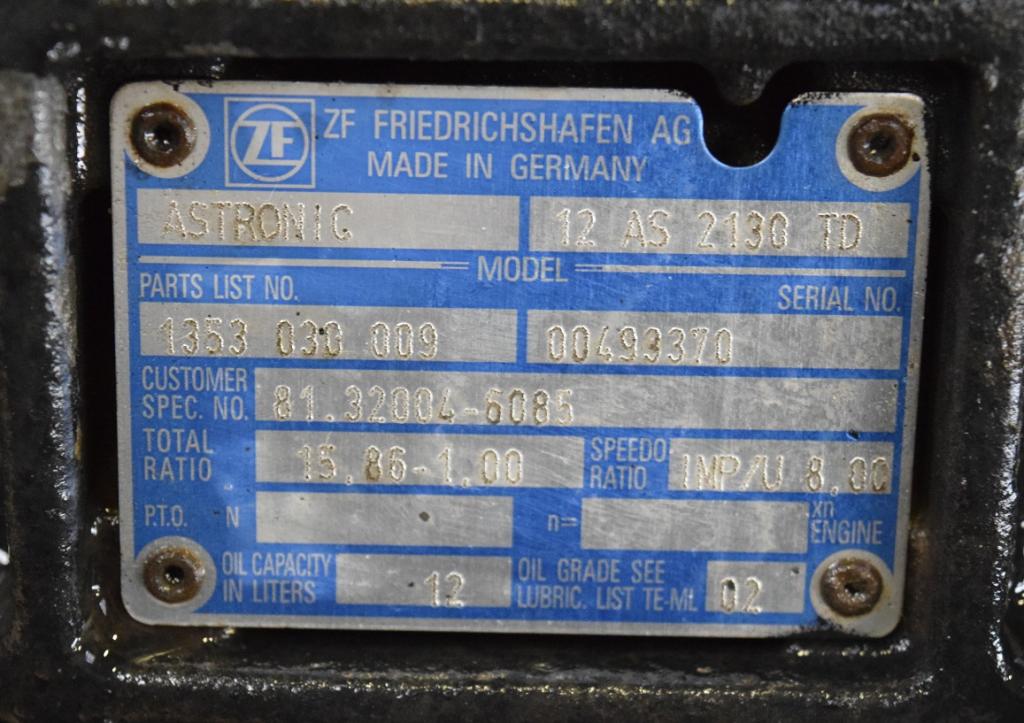 ZF ZF FRIEDRICHSHAFEN AG
MADE IN GERMANY
ASTRONIC 12 AS 2130 TD
MODEL
PARTS LIST NO. SERIAL NO.
1353 030 009 00493370
CUSTOMER SPEC. NO. 81.32004-6085
TOTAL RATIO 15.86-1.00 SPEEDO RATIO IMP/U 8.00
P.T.O. N n= xn ENGINE
OIL CAPACITY IN LITERS 12 OIL GRADE SEE LUBRIC. LIST TE-ML 02